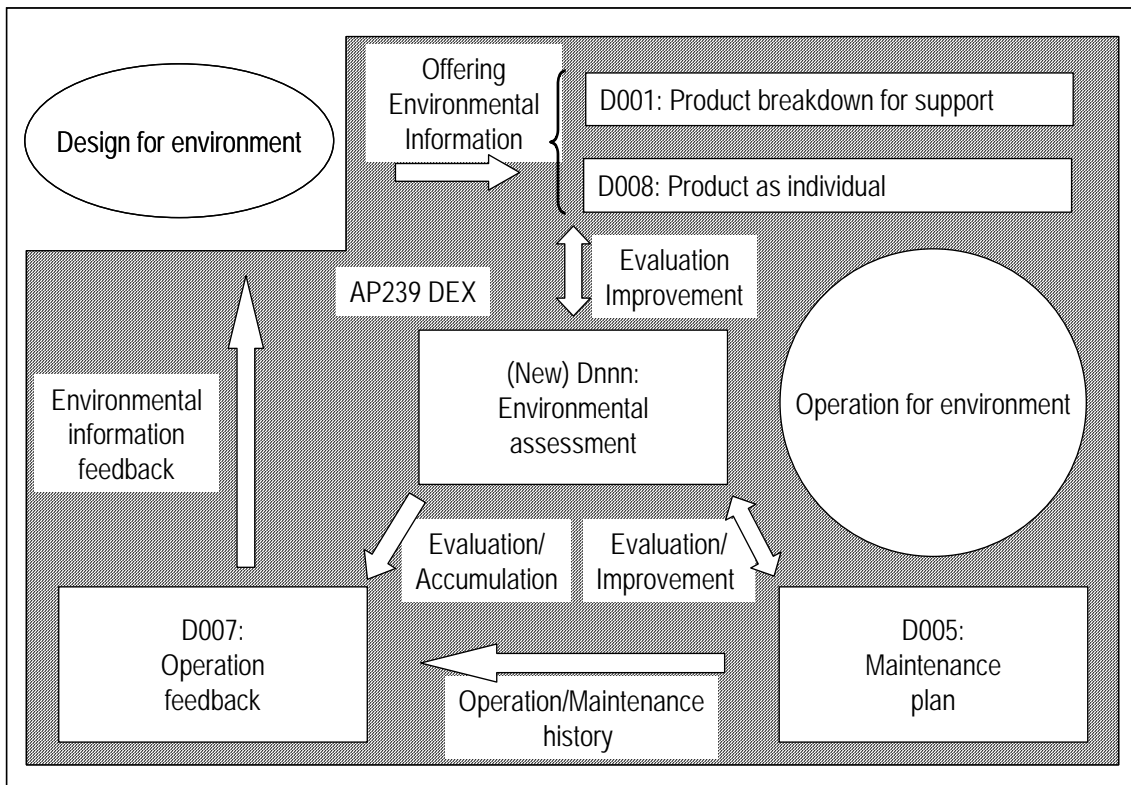 Design for environment
Offering
Environmental
Information
D001: Product breakdown for support
D008: Product as individual
AP239 DEX
Evaluation
Improvement
(New) Dnnn:
Environmental
assessment
Operation for environment
Environmental
information
feedback
Evaluation/
Accumulation
Evaluation/
Improvement
D007:
Operation
feedback
Operation/Maintenance
history
D005:
Maintenance
plan